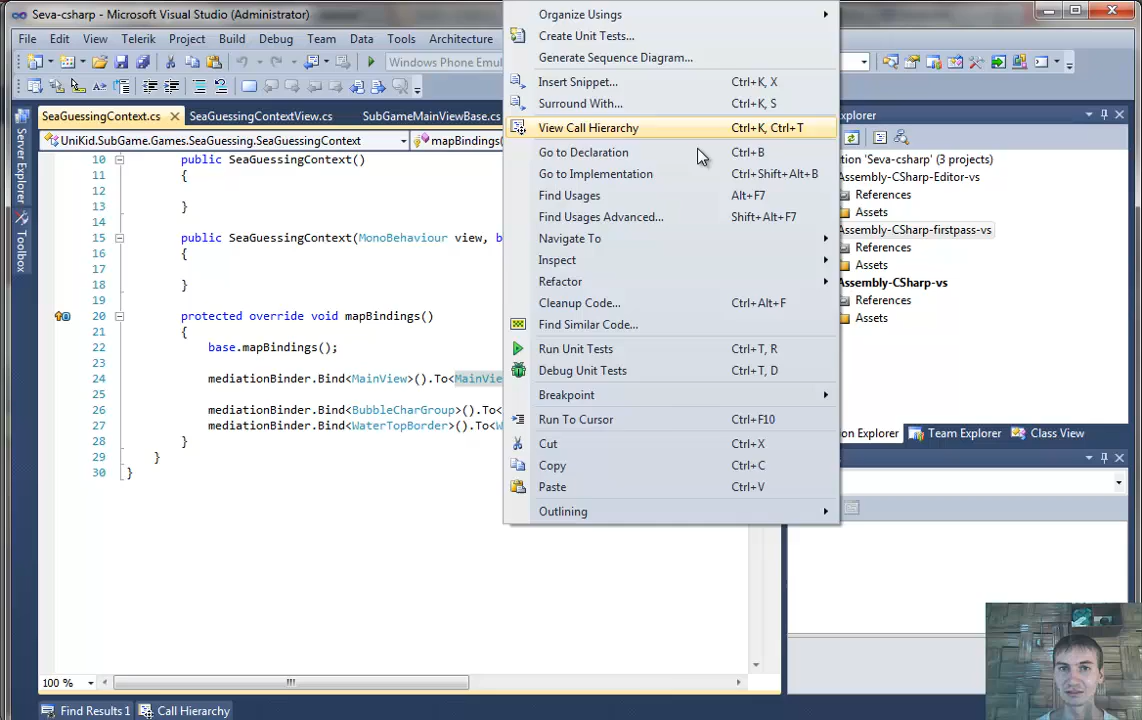 Seva-csharp - Microsoft Visual Studio (Administrator)
File Edit View Telerik Project Build Debug Team Data Tools Architecture
Windows Phone Emul
SeaGuessingContext.cs SeaGuessingContextView.cs SubGameMainViewBase.cs
UniKid.SubGame.Games.SeaGuessing.SeaGuessingContext mapBindings(
Server Explorer
Toolbox
10 public SeaGuessingContext()
11 {
12
13 }
14
15 public SeaGuessingContext(MonoBehaviour view, b
16 {
17
18 }
19
20 protected override void mapBindings()
21 {
22 base.mapBindings();
23
24 mediationBinder.Bind<MainView>().To<MainVie
25
26 mediationBinder.Bind<BubbleCharGroup>().To<
27 mediationBinder.Bind<WaterTopBorder>().To<W
28 }
29 }
30 }
100 %
Find Results 1 Call Hierarchy
Organize Usings
Create Unit Tests...
Generate Sequence Diagram...
Insert Snippet... Ctrl+K, X
Surround With... Ctrl+K, S
View Call Hierarchy Ctrl+K, Ctrl+T
Go to Declaration Ctrl+B
Go to Implementation Ctrl+Shift+Alt+B
Find Usages Alt+F7
Find Usages Advanced... Shift+Alt+F7
Navigate To
Inspect
Refactor
Cleanup Code... Ctrl+Alt+F
Find Similar Code...
Run Unit Tests Ctrl+T, R
Debug Unit Tests Ctrl+T, D
Breakpoint
Run To Cursor Ctrl+F10
Cut Ctrl+X
Copy Ctrl+C
Paste Ctrl+V
Outlining
xplorer
tion 'Seva-csharp' (3 projects)
Assembly-CSharp-Editor-vs
References
Assets
Assembly-CSharp-firstpass-vs
References
Assets
Assembly-CSharp-vs
References
Assets
on Explorer Team Explorer Class View